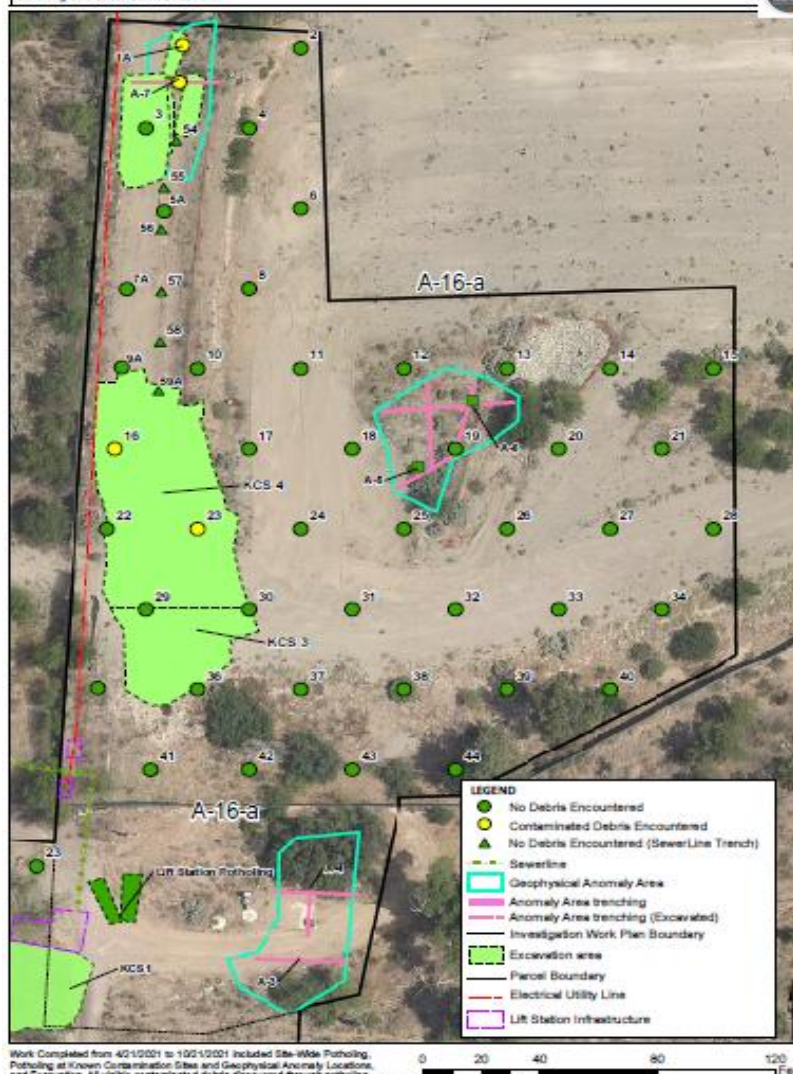 2
1A
A-7
3
4
54
55
5A
6
56
7A
57
8
58
A-16-a
9A
10
11
12
13
14
15
59A
16
17
18
19
A-6
20
21
A-5
KCS 4
22
23
24
25
26
27
28
29
30
31
32
33
34
KCS 3
36
37
38
39
40
41
42
43
44
A-16-a
23
Lift Station Potholing
A-4
KCS1
A-3
LEGEND
No Debris Encountered
Contaminated Debris Encountered
No Debris Encountered (SewerLine Trench)
Sewerline
Geophysical Anomaly Area
Anomaly Area trenching
Anomaly Area trenching (Excavated)
Investigation Work Plan Boundary
Excavation area
Parcel Boundary
Electrical Utility Line
Lift Station Infrastructure
Work Completed from 4/21/2021 to 10/21/2021 included Site-Wide Potholing,
Potholing at Known Contamination Sites and Geophysical Anomaly Locations,
0 20 40 80 120